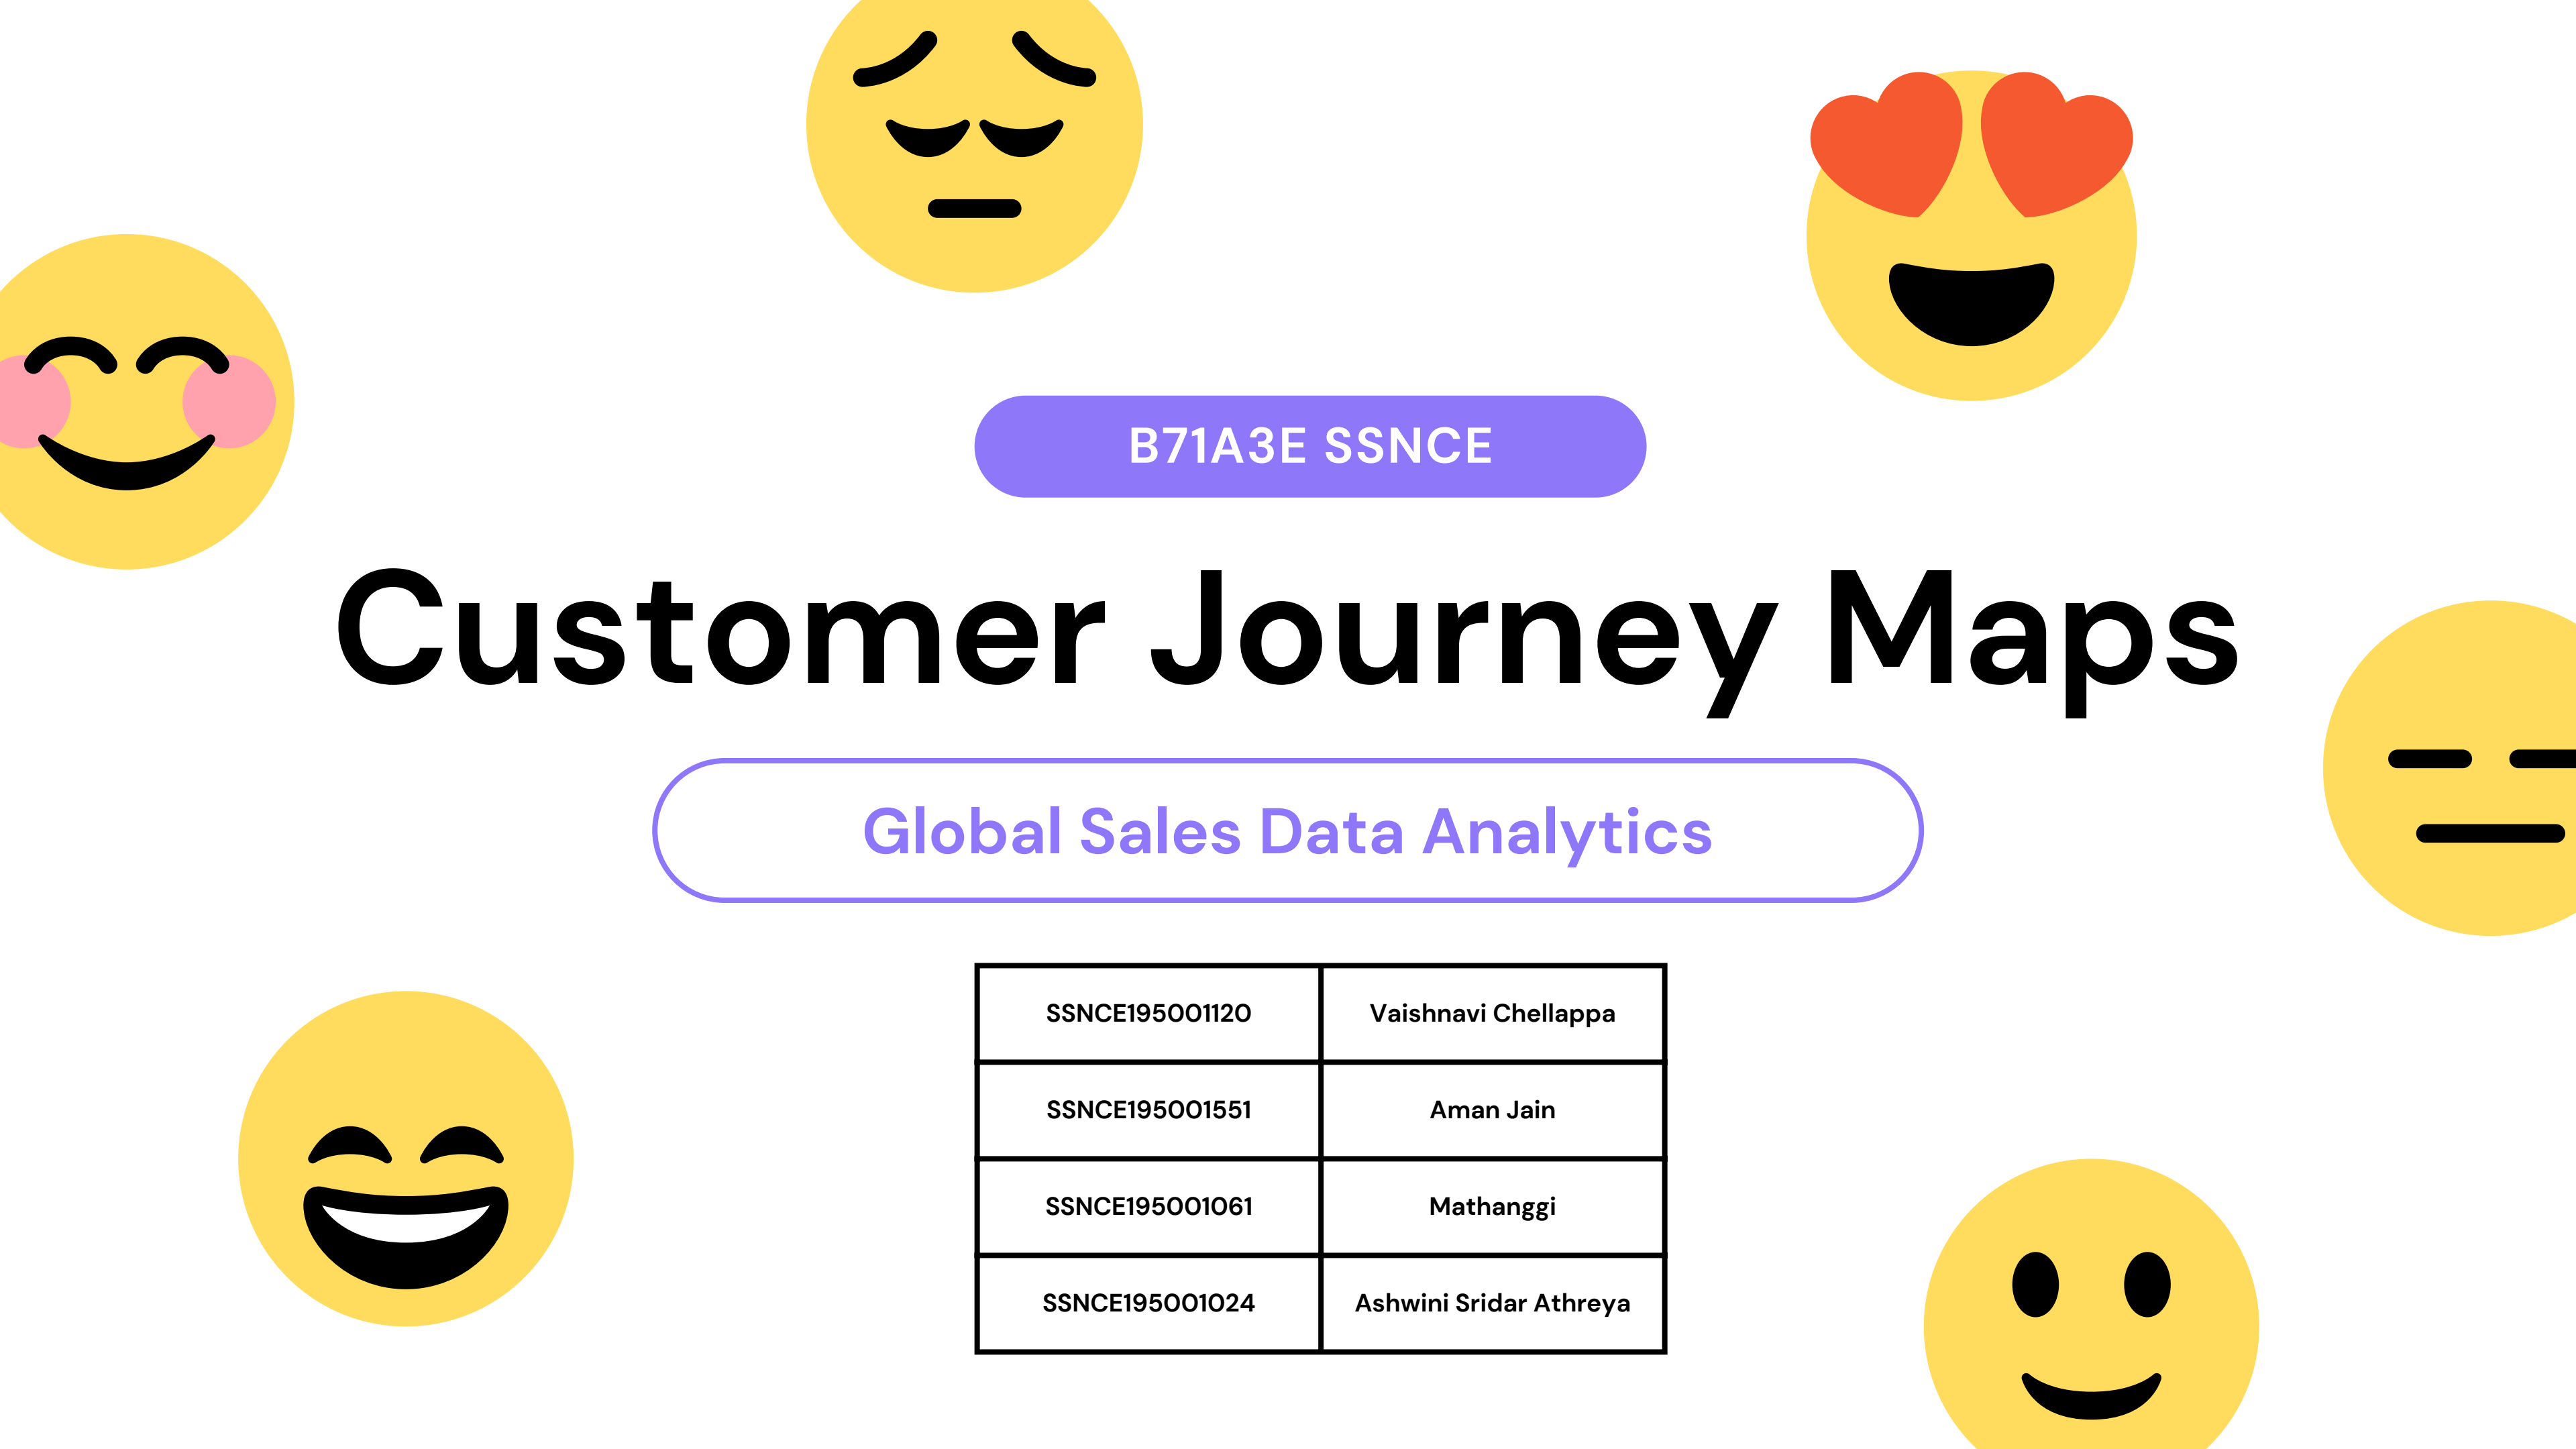 B71A3E SSNCE
Customer Journey Maps
Global Sales Data Analytics
SSNCE195001120 Vaishnavi Chellappa
SSNCE195001551 Aman Jain
SSNCE195001061 Mathanggi
SSNCE195001024 Ashwini Sridar Athreya